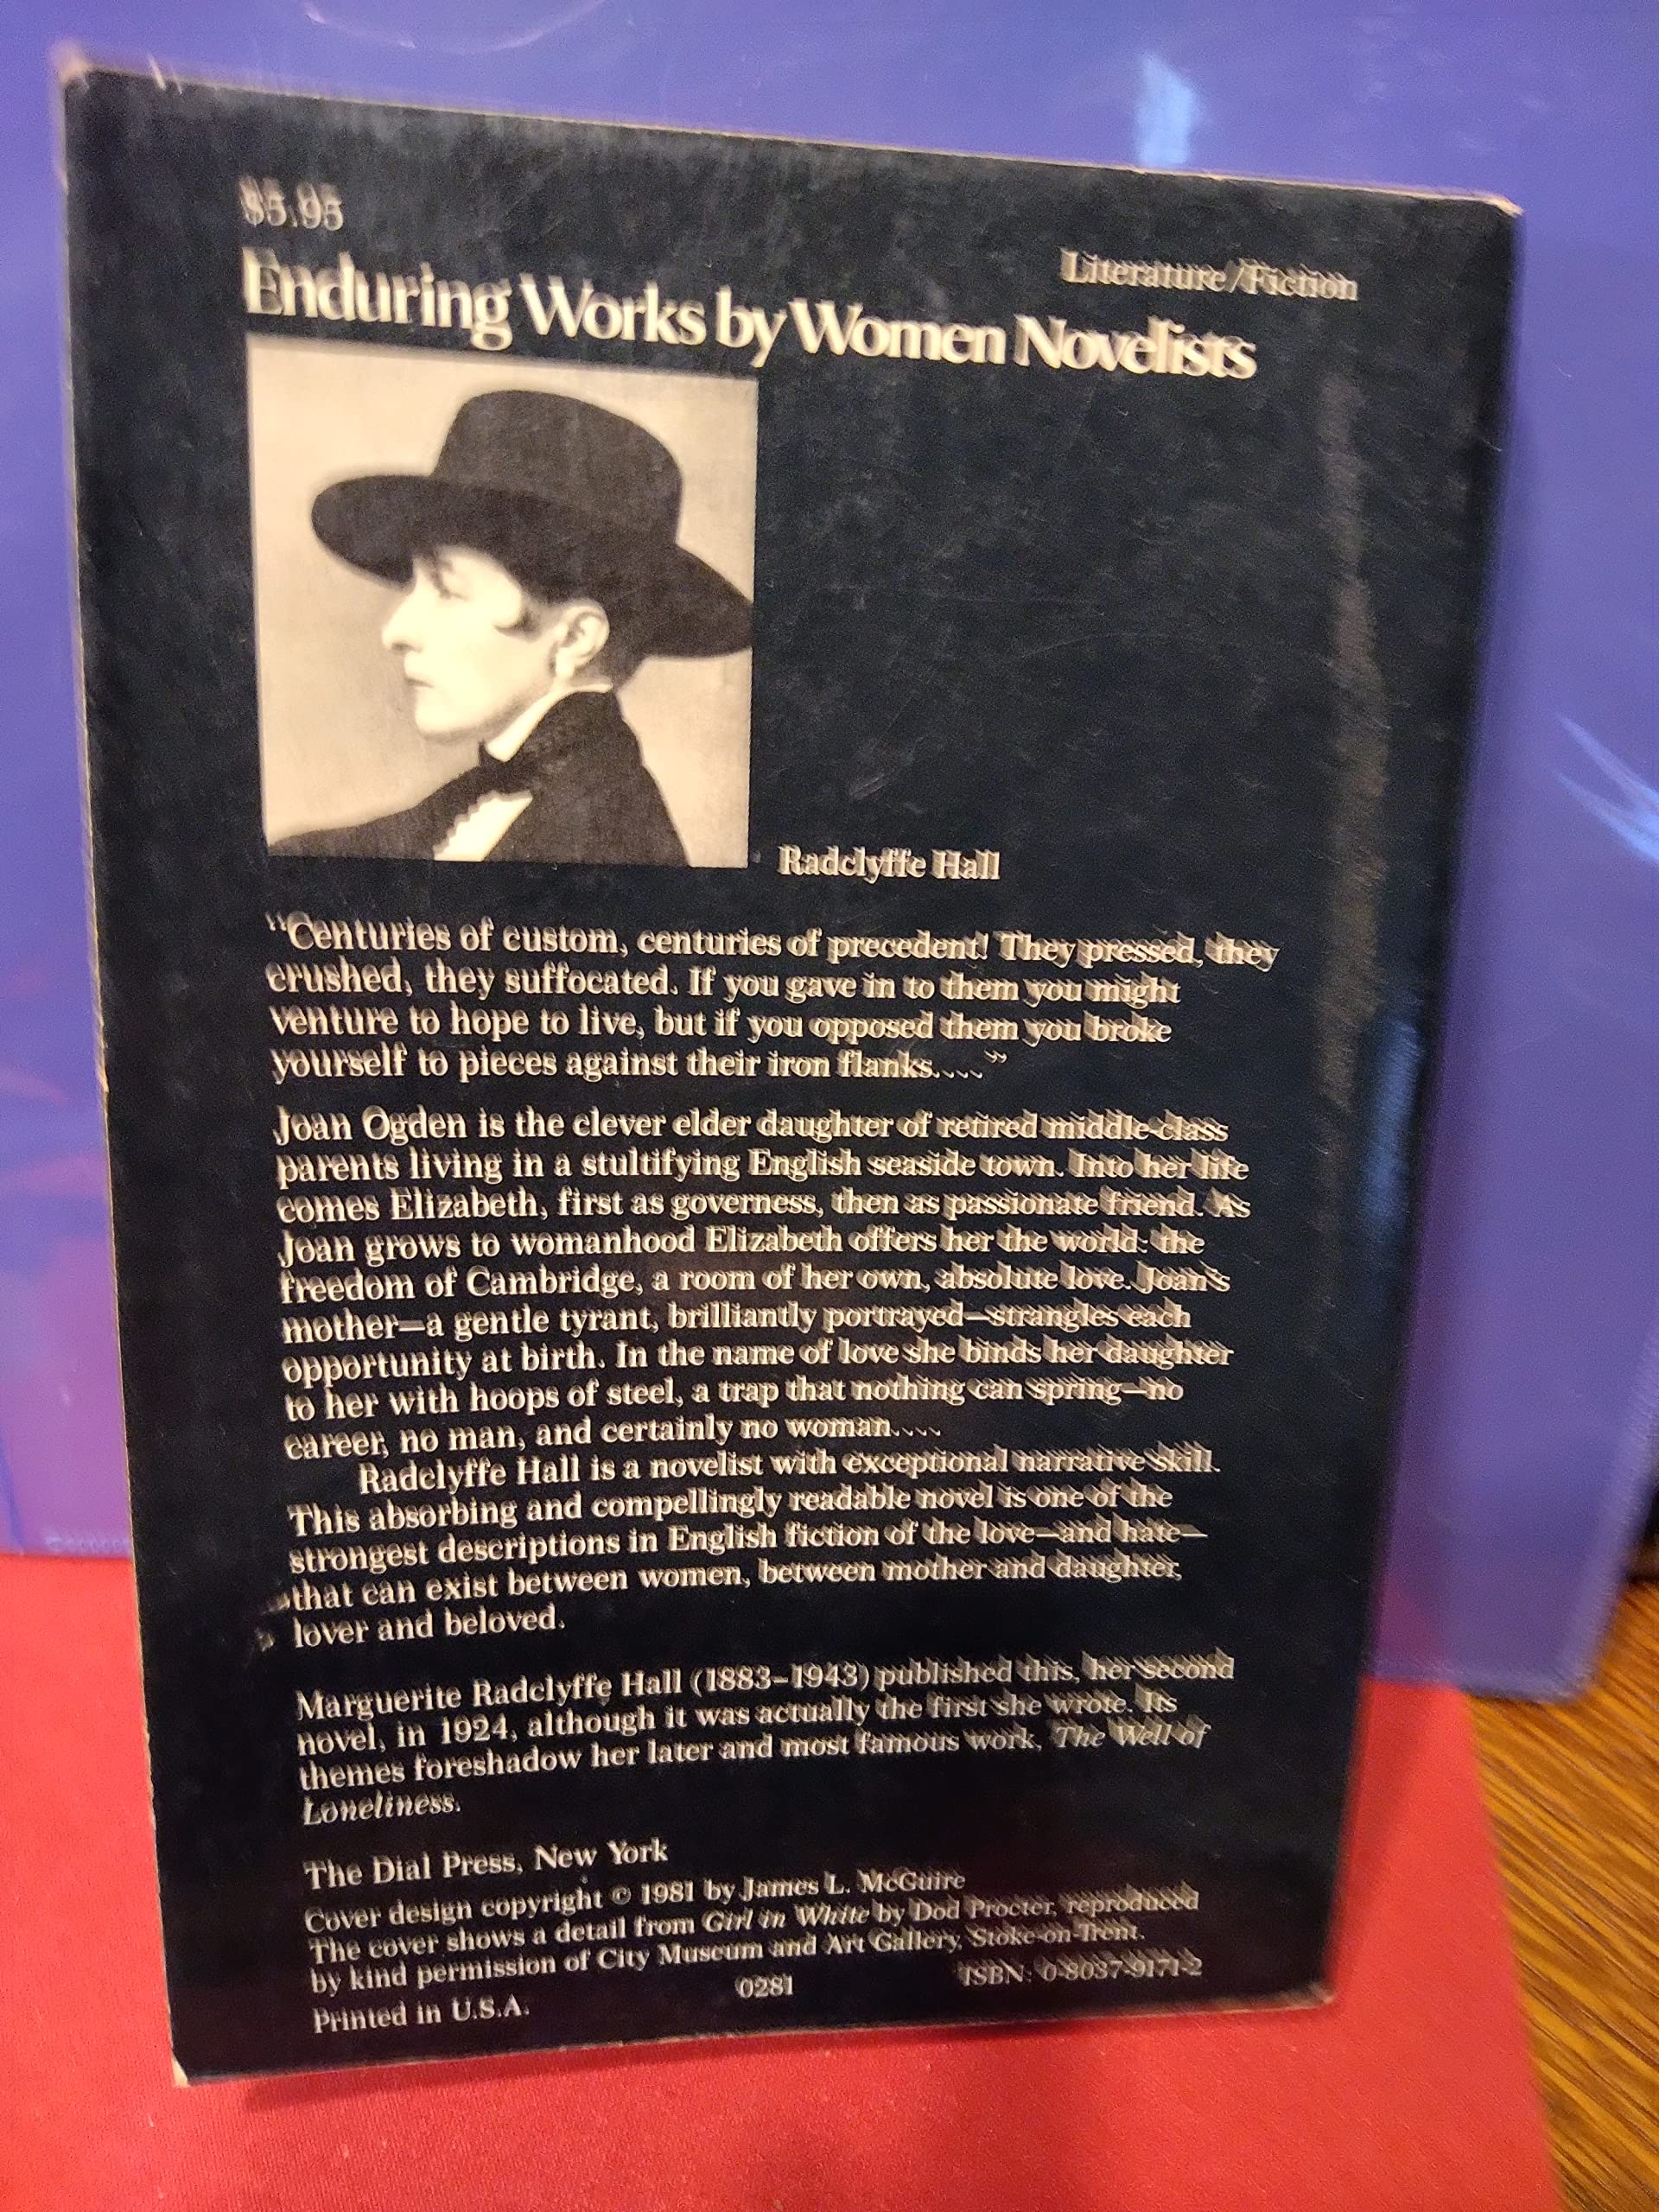 $5.95
Literature/Fiction
Enduring Works by Women Novelists
Radclyffe Hall
“Centuries of custom, centuries of precedent! They pressed, they
crushed, they suffocated. If you gave in to them you might
venture to hope to live, but if you opposed them you broke
yourself to pieces against their iron flanks....”
Joan Ogden is the clever elder daughter of retired middle-class
parents living in a stultifying English seaside town. Into her life
comes Elizabeth, first as governess, then as passionate friend. As
Joan grows to womanhood Elizabeth offers her the world: the
freedom of Cambridge, a room of her own, absolute love. Joan's
mother—a gentle tyrant, brilliantly portrayed—strangles each
opportunity at birth. In the name of love she binds her daughter
to her with hoops of steel, a trap that nothing can spring—no
career, no man, and certainly no woman....
Radclyffe Hall is a novelist with exceptional narrative skill.
This absorbing and compellingly readable novel is one of the
strongest descriptions in English fiction of the love—and hate—
that can exist between women, between mother and daughter,
lover and beloved.
Marguerite Radclyffe Hall (1883–1943) published this, her second
novel, in 1924, although it was actually the first she wrote. Its
themes foreshadow her later and most famous work, The Well of
Loneliness.
The Dial Press, New York
Cover design copyright © 1981 by James L. McGuire
The cover shows a detail from Girl in White by Dod Procter, reproduced
by kind permission of City Museum and Art Gallery, Stoke-on-Trent.
Printed in U.S.A. 0281 ISBN: 0-8037-9171-2